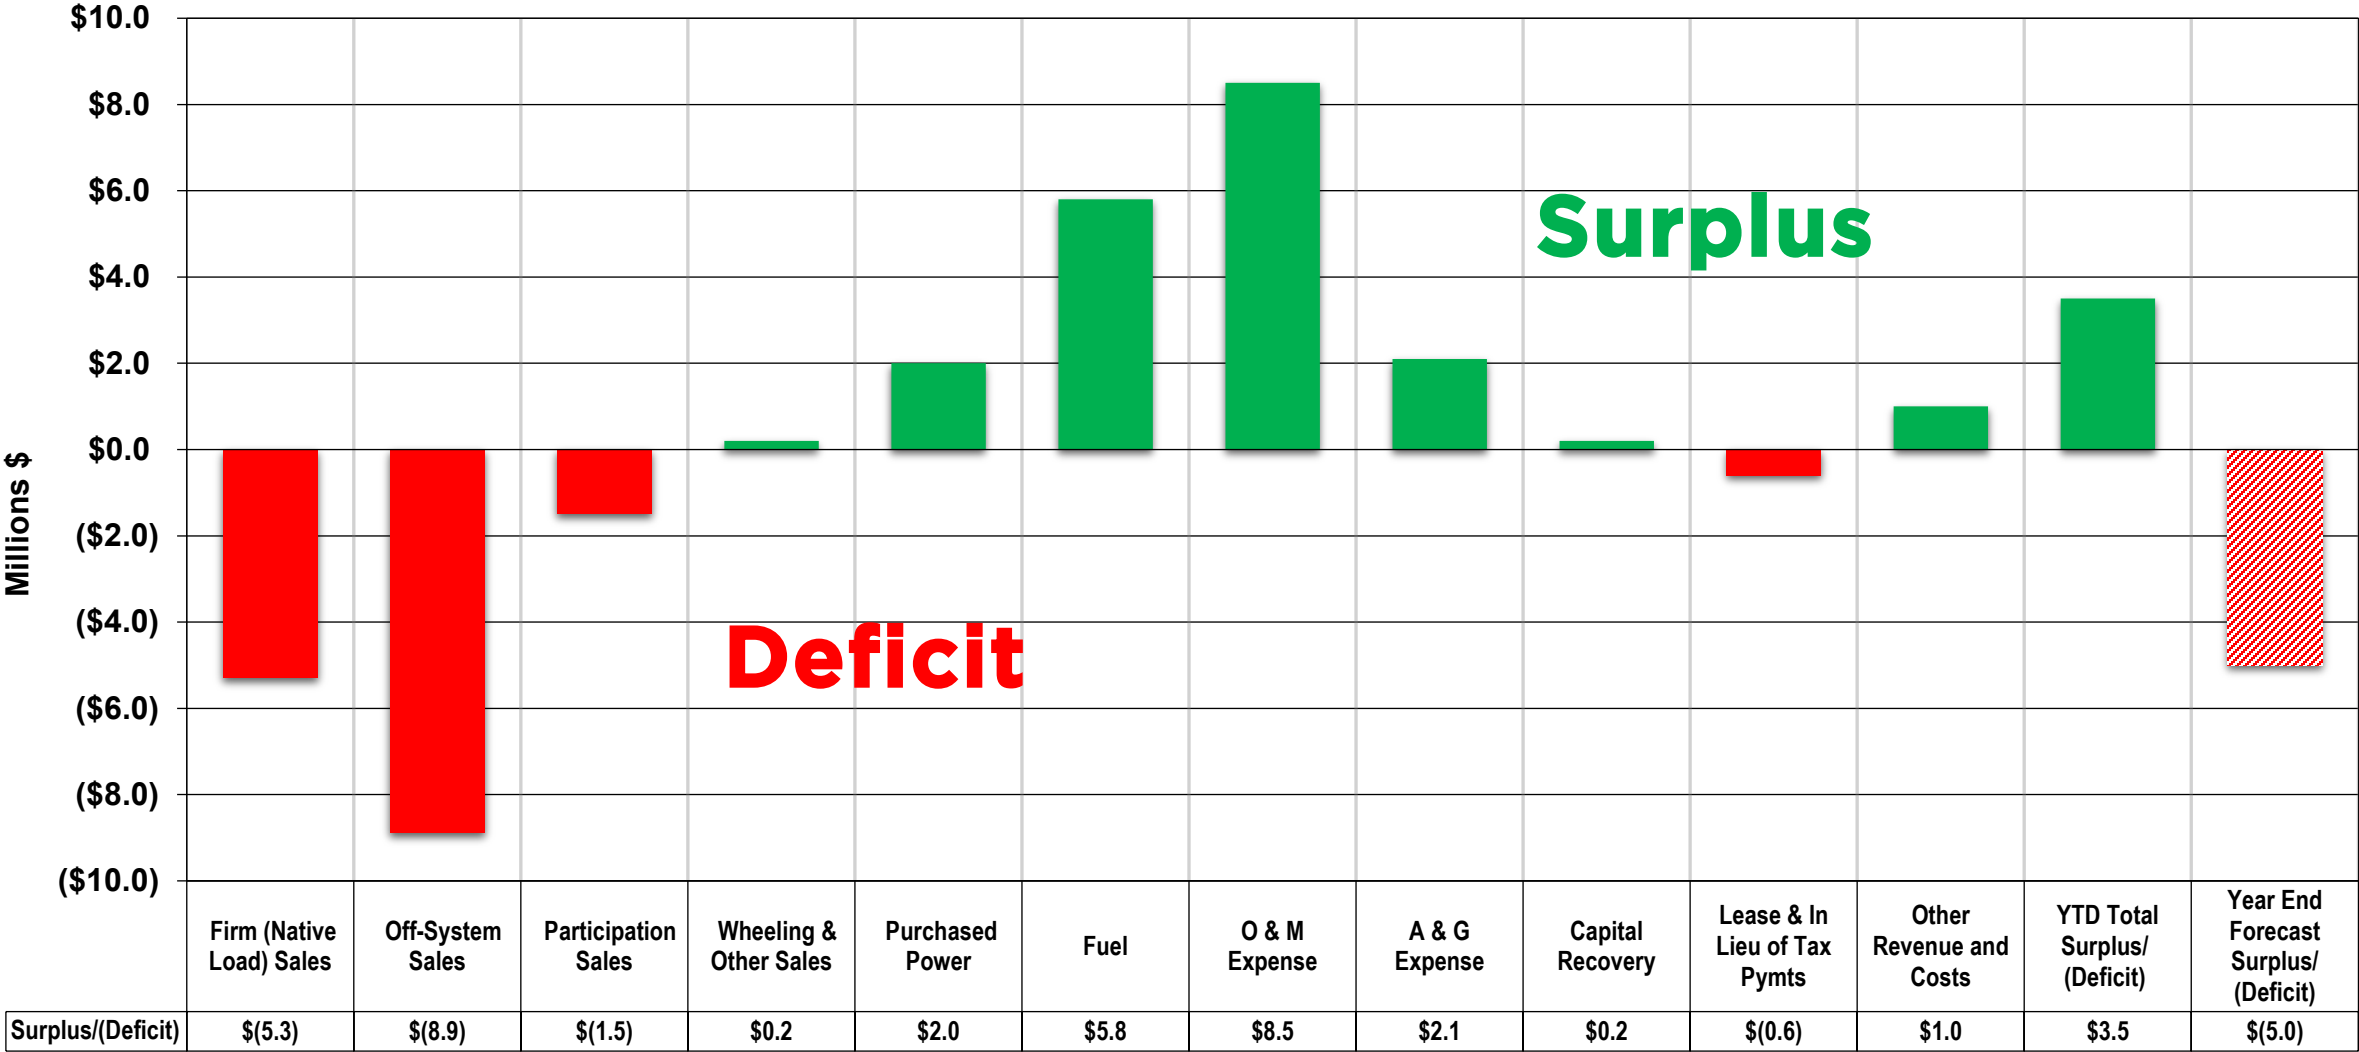 $10.0
$8.0
$6.0
$4.0
$2.0
$0.0
($2.0)
($4.0)
($6.0)
($8.0)
($10.0)
Millions $
Surplus
Deficit
Firm (Native
Load) Sales
Off-System
Sales
Participation
Sales
Wheeling &
Other Sales
Purchased
Power
Fuel
O & M
Expense
A & G
Expense
Capital
Recovery
Lease & In
Lieu of Tax
Pymts
Other
Revenue and
Costs
YTD Total
Surplus/
(Deficit)
Year End
Forecast
Surplus/
(Deficit)
Surplus/(Deficit) $(5.3) $(8.9) $(1.5) $0.2 $2.0 $5.8 $8.5 $2.1 $0.2 $(0.6) $1.0 $3.5 $(5.0)